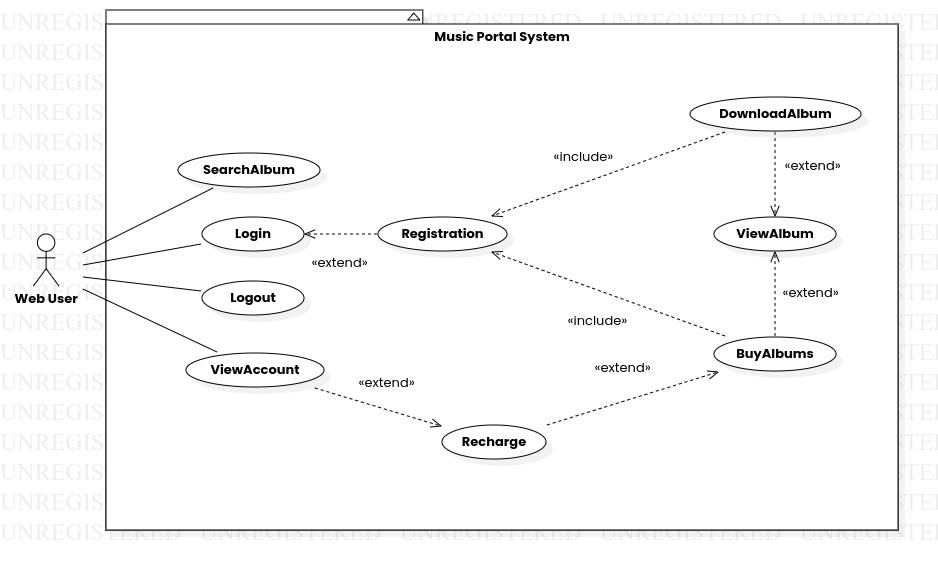 Music Portal System
DownloadAlbum
«include»
«extend»
SearchAlbum
Login
Registration
ViewAlbum
«extend»
Web User
Logout
«extend»
«include»
ViewAccount
«extend»
«extend»
BuyAlbums
Recharge
UNREGISTERED UNREGISTERED UNREGISTERED UNREGISTERED